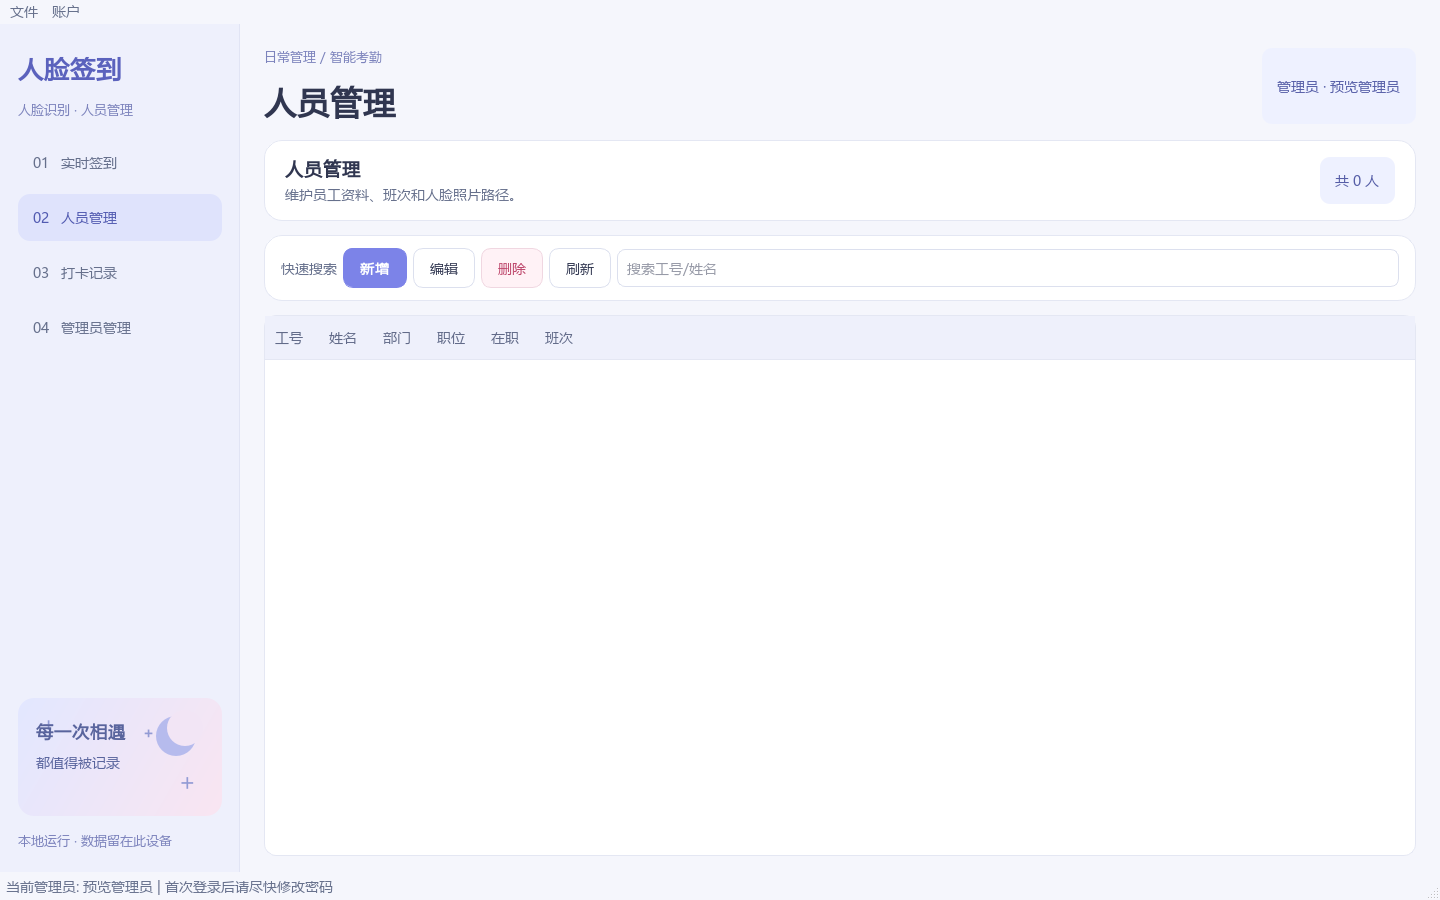 文件 账户
人脸签到
人脸识别 · 人员管理
01 实时签到
02 人员管理
03 打卡记录
04 管理员管理
每一次相遇
都值得被记录
本地运行 · 数据留在此设备
日常管理 / 智能考勤
人员管理
管理员 · 预览管理员
人员管理
维护员工资料、班次和人脸照片路径。
共 0 人
快速搜索 新增 编辑 删除 刷新 搜索工号/姓名
工号 姓名 部门 职位 在职 班次
当前管理员: 预览管理员 | 首次登录后请尽快修改密码